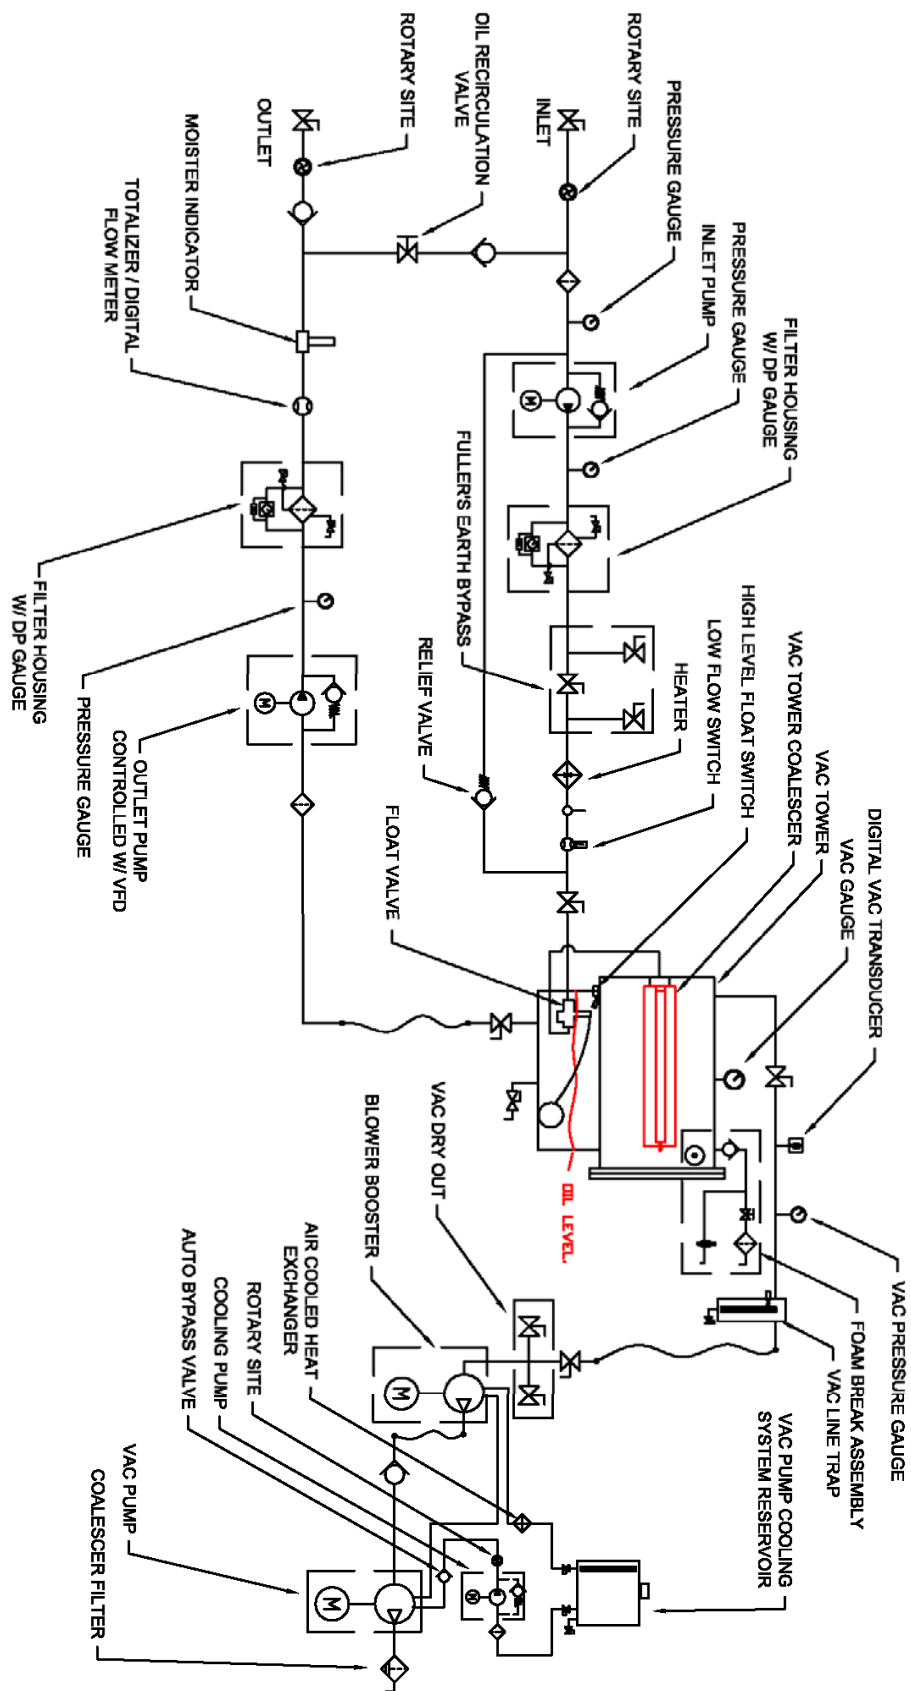 ROTARY SITE
PRESSURE GAUGE
PRESSURE GAUGE
INLET PUMP
FILTER HOUSING
W/ DP GAUGE
INLET
OIL RECIRCULATION
VALVE
ROTARY SITE
OUTLET
MOISTER INDICATOR
TOTALIZER / DIGITAL
FLOW METER
FULLER'S EARTH BYPASS
M
M
HIGH LEVEL FLOAT SWITCH
LOW FLOW SWITCH
HEATER
VAC TOWER COALESCER
VAC TOWER
DIGITAL VAC TRANSDUCER
VAC GAUGE
RELIEF VALVE
FLOAT VALVE
FILTER HOUSING
W/ DP GAUGE
PRESSURE GAUGE
OUTLET PUMP
CONTROLLED W/ VFD
OIL LEVEL.
VAC PRESSURE GAUGE
FOAM BREAK ASSEMBLY
VAC LINE TRAP
VAC PUMP COOLING
SYSTEM RESERVOIR
VAC DRY OUT
BLOWER BOOSTER
AIR COOLED HEAT
EXCHANGER
ROTARY SITE
COOLING PUMP
AUTO BYPASS VALVE
VAC PUMP
COALESCER FILTER
M
M
M